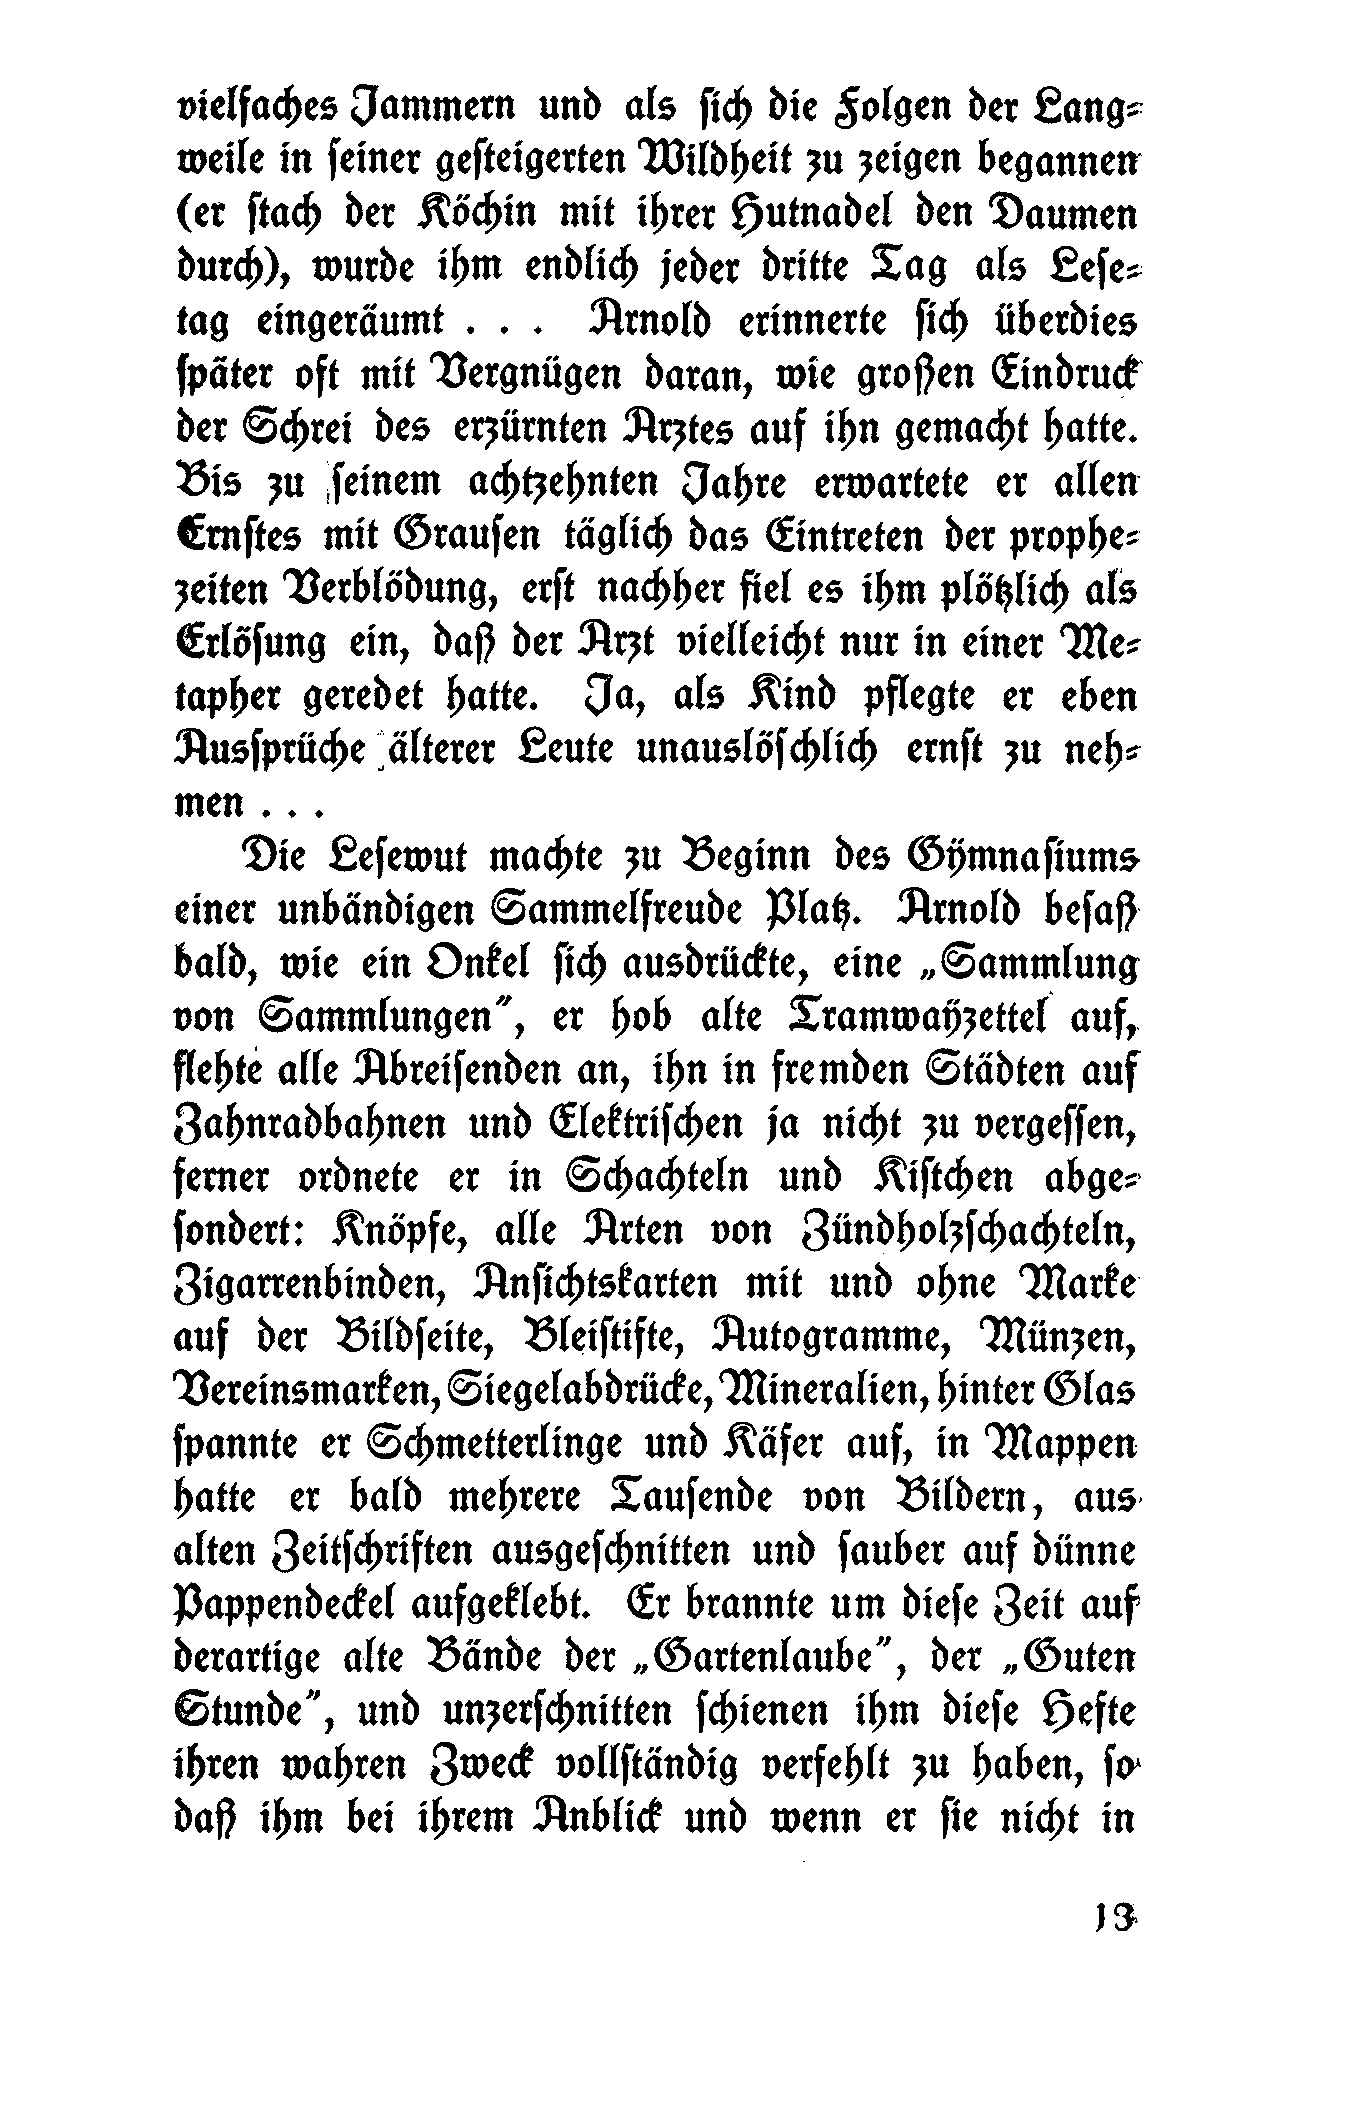 vielfaches Jammern und als sich die Folgen der Lang-
weile in seiner gesteigerten Wildheit zu zeigen begannen
(er stach der Köchin mit ihrer Hutnadel den Daumen
durch), wurde ihm endlich jeder dritte Tag als Lese-
tag eingeräumt . . . Arnold erinnerte sich überdies
später oft mit Vergnügen daran, wie großen Eindruck
der Schrei des erzürnten Arztes auf ihn gemacht hatte.
Bis zu seinem achtzehnten Jahre erwartete er allen
Ernstes mit Grausen täglich das Eintreten der prophe-
zeiten Verblödung, erst nachher fiel es ihm plötzlich als
Erlösung ein, daß der Arzt vielleicht nur in einer Me-
tapher geredet hatte. Ja, als Kind pflegte er eben
Aussprüche älterer Leute unauslöschlich ernst zu neh-
men . . .
Die Lesewut machte zu Beginn des Gymnasiums
einer unbändigen Sammelfreude Platz. Arnold besaß
bald, wie ein Onkel sich ausdrückte, eine „Sammlung
von Sammlungen", er hob alte Tramwayzettel auf,
flehte alle Abreisenden an, ihn in fremden Städten auf
Zahnradbahnen und Elektrischen ja nicht zu vergessen,
ferner ordnete er in Schachteln und Kistchen abge-
sondert: Knöpfe, alle Arten von Zündholzschachteln,
Zigarrenbinden, Ansichtskarten mit und ohne Marke
auf der Bildseite, Bleistifte, Autogramme, Münzen,
Vereinsmarken, Siegelabdrücke, Mineralien, hinter Glas
spannte er Schmetterlinge und Käfer auf, in Mappen
hatte er bald mehrere Tausende von Bildern, aus
alten Zeitschriften ausgeschnitten und sauber auf dünne
Pappendeckel aufgeklebt. Er brannte um diese Zeit auf
derartige alte Bände der „Gartenlaube", der „Guten
Stunde", und unzerschnitten schienen ihm diese Hefte
ihren wahren Zweck vollständig verfehlt zu haben, so
daß ihm bei ihrem Anblick und wenn er sie nicht in
13